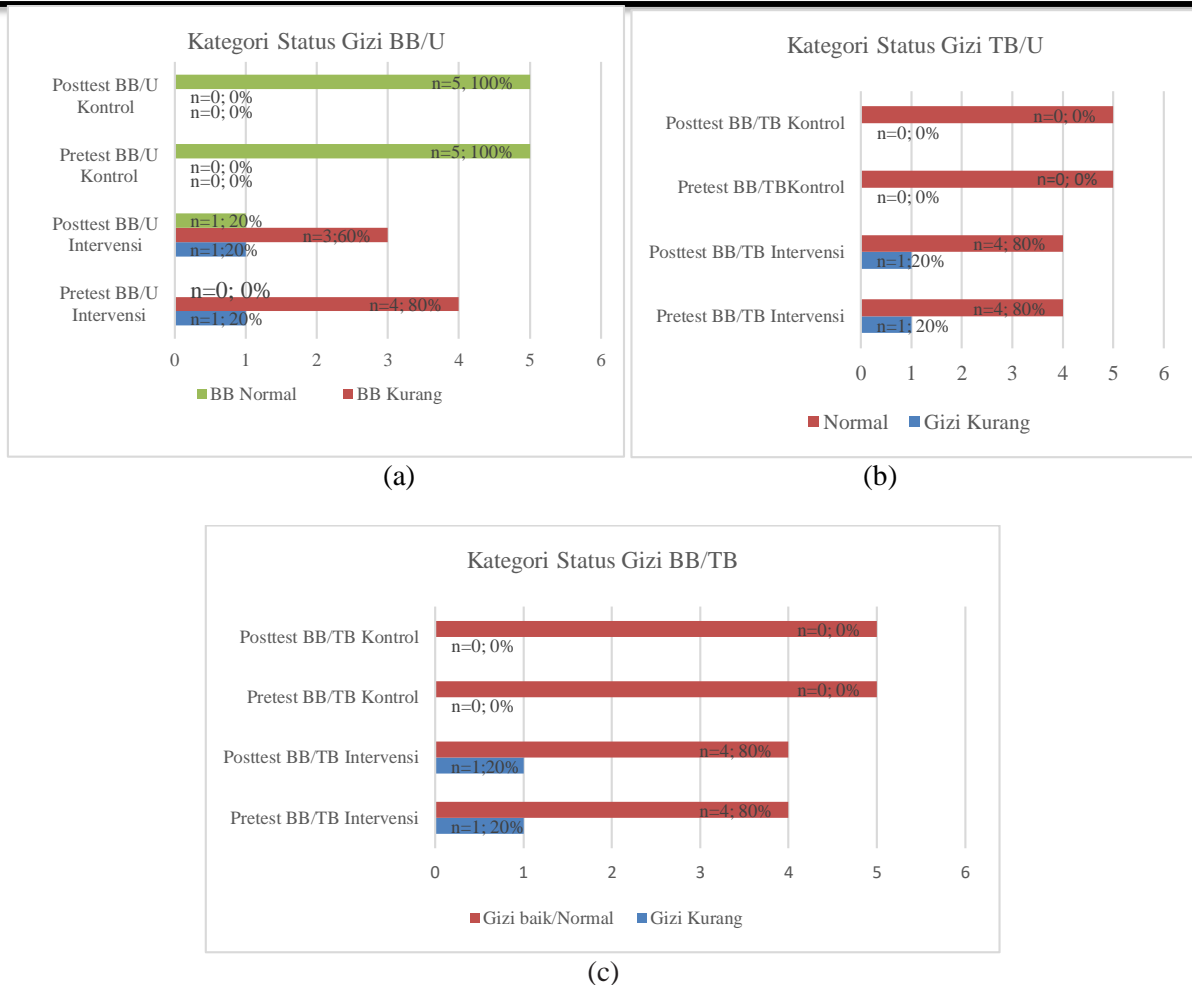 Kategori Status Gizi BB/U
Posttest BB/U
Kontrol
n=5, 100%
n=0; 0%
n=0; 0%
Pretest BB/U
Kontrol
n=5; 100%
n=0; 0%
n=0; 0%
Posttest BB/U
Intervensi
n=1; 20%
n=3;60%
n=1;20%
Pretest BB/U
Intervensi
n=0; 0%
n=4; 80%
n=1; 20%
0 1 2 3 4 5 6
BB Normal BB Kurang
(a)
Kategori Status Gizi TB/U
Posttest BB/TB Kontrol
n=0; 0%
n=0; 0%
Pretest BB/TBKontrol
n=0; 0%
n=0; 0%
Posttest BB/TB Intervensi
n=4; 80%
n=1;20%
Pretest BB/TB Intervensi
n=4; 80%
n=1; 20%
0 1 2 3 4 5 6
Normal Gizi Kurang
(b)
Kategori Status Gizi BB/TB
Posttest BB/TB Kontrol
n=0; 0%
n=0; 0%
Pretest BB/TB Kontrol
n=0; 0%
n=0; 0%
Posttest BB/TB Intervensi
n=4; 80%
n=1;20%
Pretest BB/TB Intervensi
n=4; 80%
n=1; 20%
0 1 2 3 4 5 6
Gizi baik/Normal Gizi Kurang
(c)